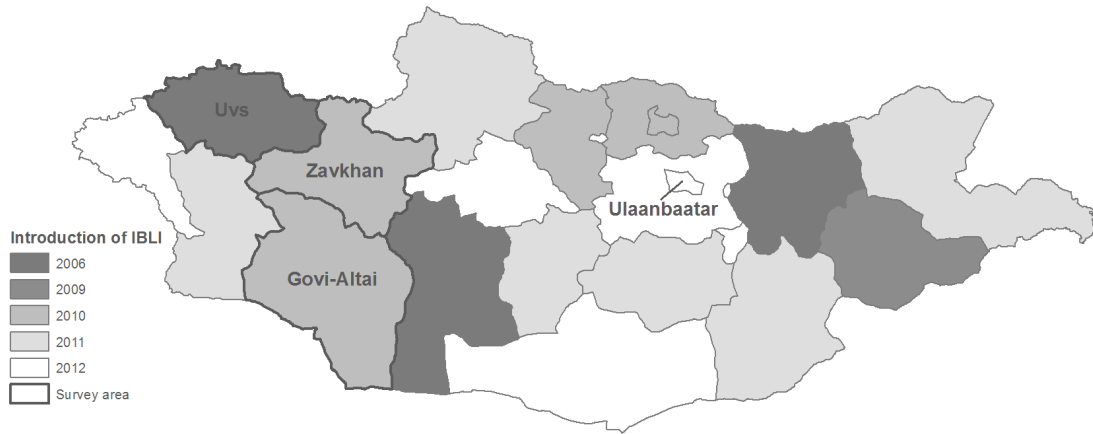 Uvs
Zavkhan
Ulaanbaatar
Govi-Altai
Introduction of IBLI
2006
2009
2010
2011
2012
Survey area